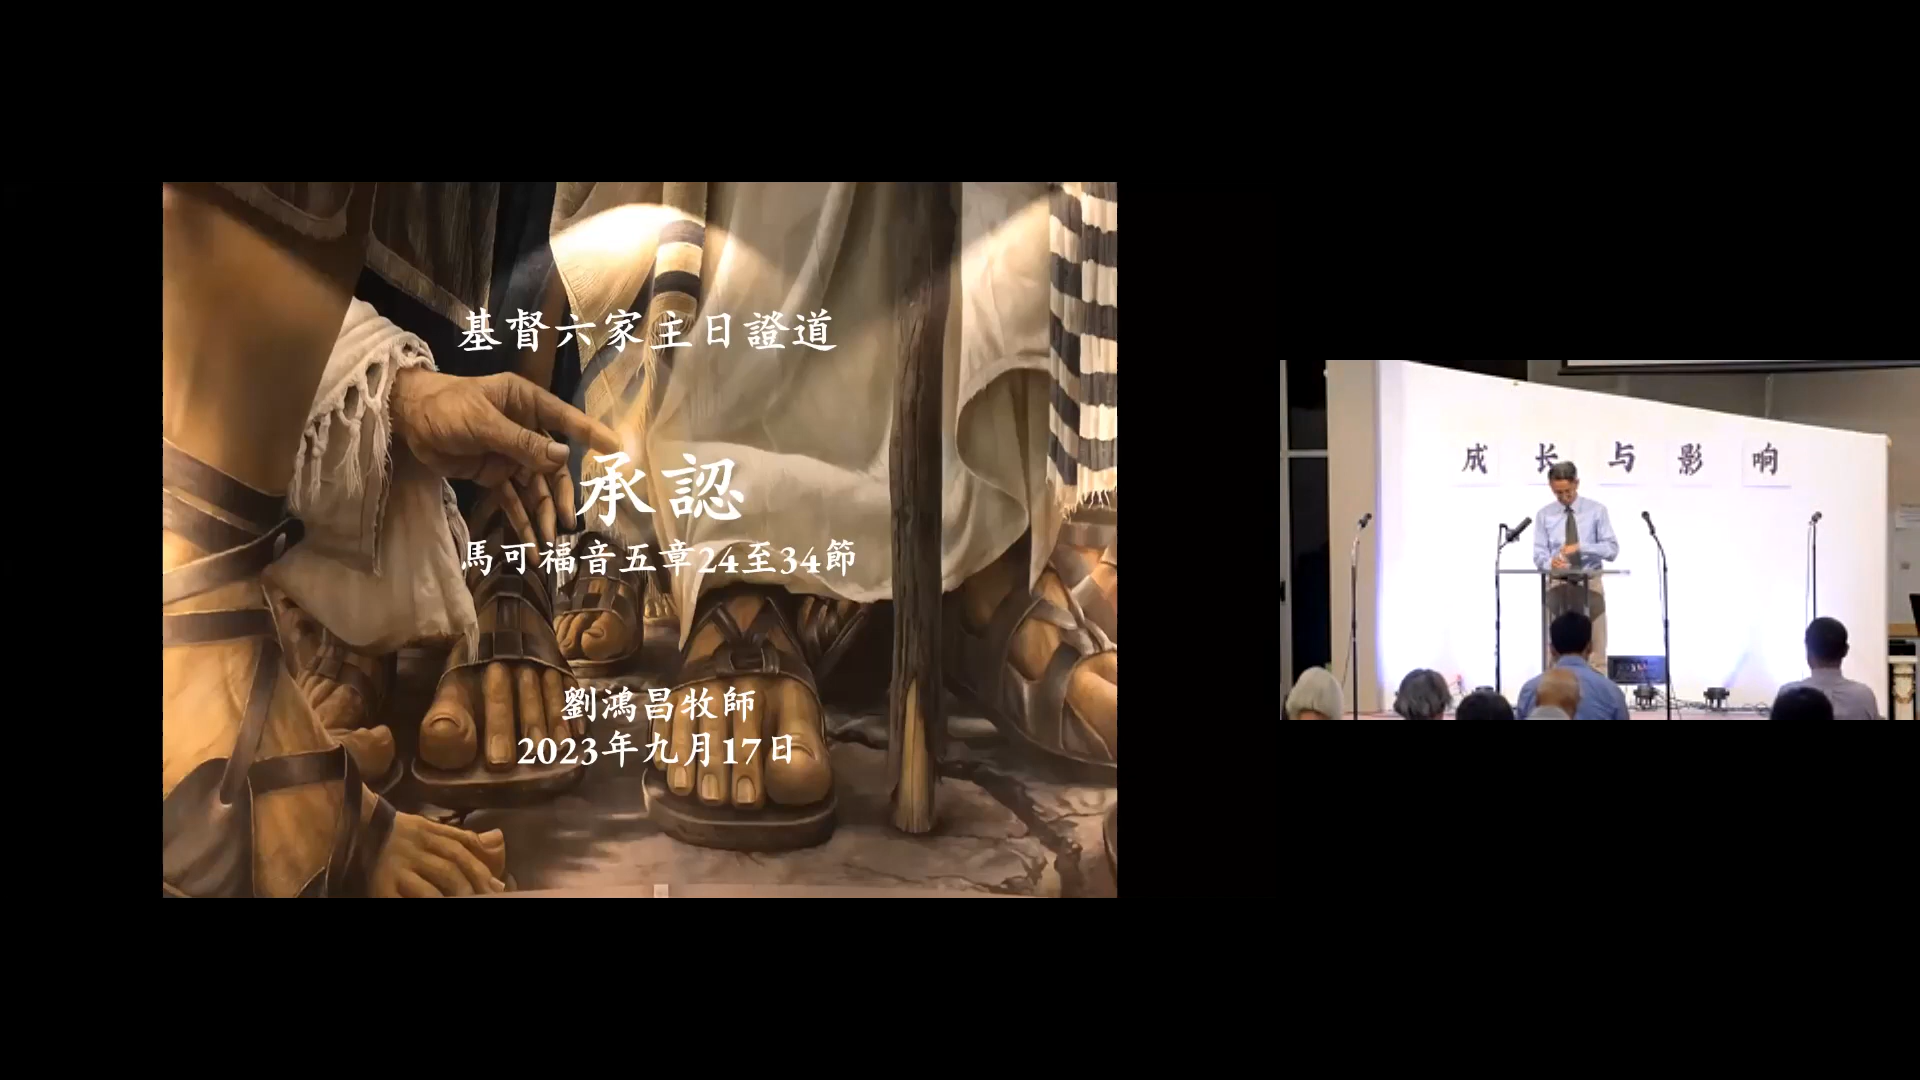 基督六家主日證道
承認
馬可福音五章24至34節
劉鴻昌牧師
2023年九月17日
成长与影响